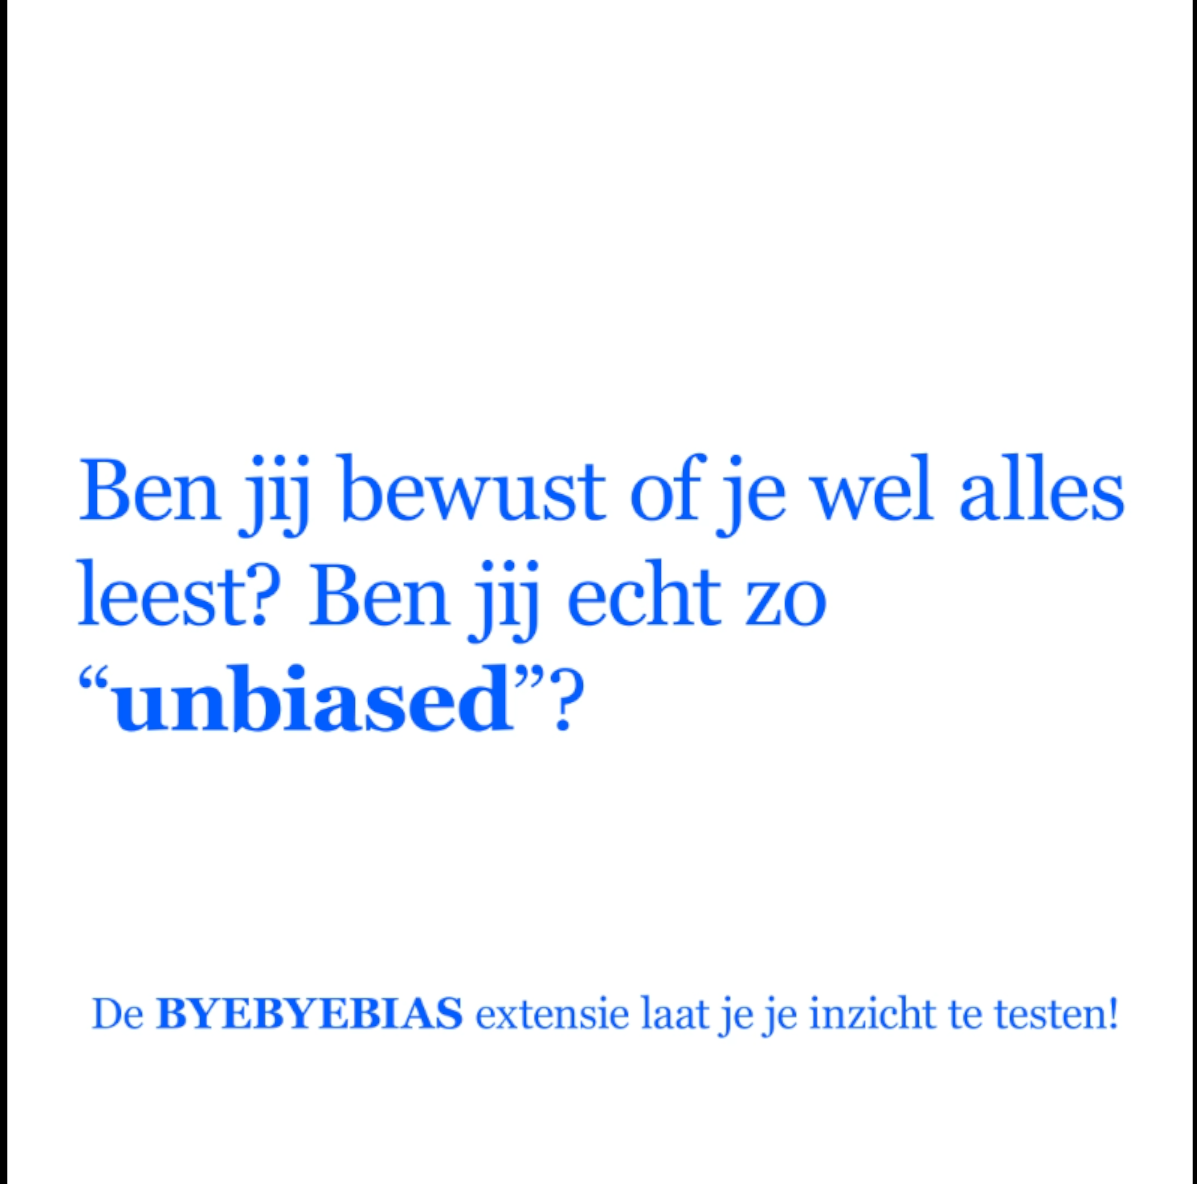 Ben jij bewust of je wel alles
leest? Ben jij echt zo
“unbiased”?
De BYEBYEBIAS extensie laat je je inzicht te testen!